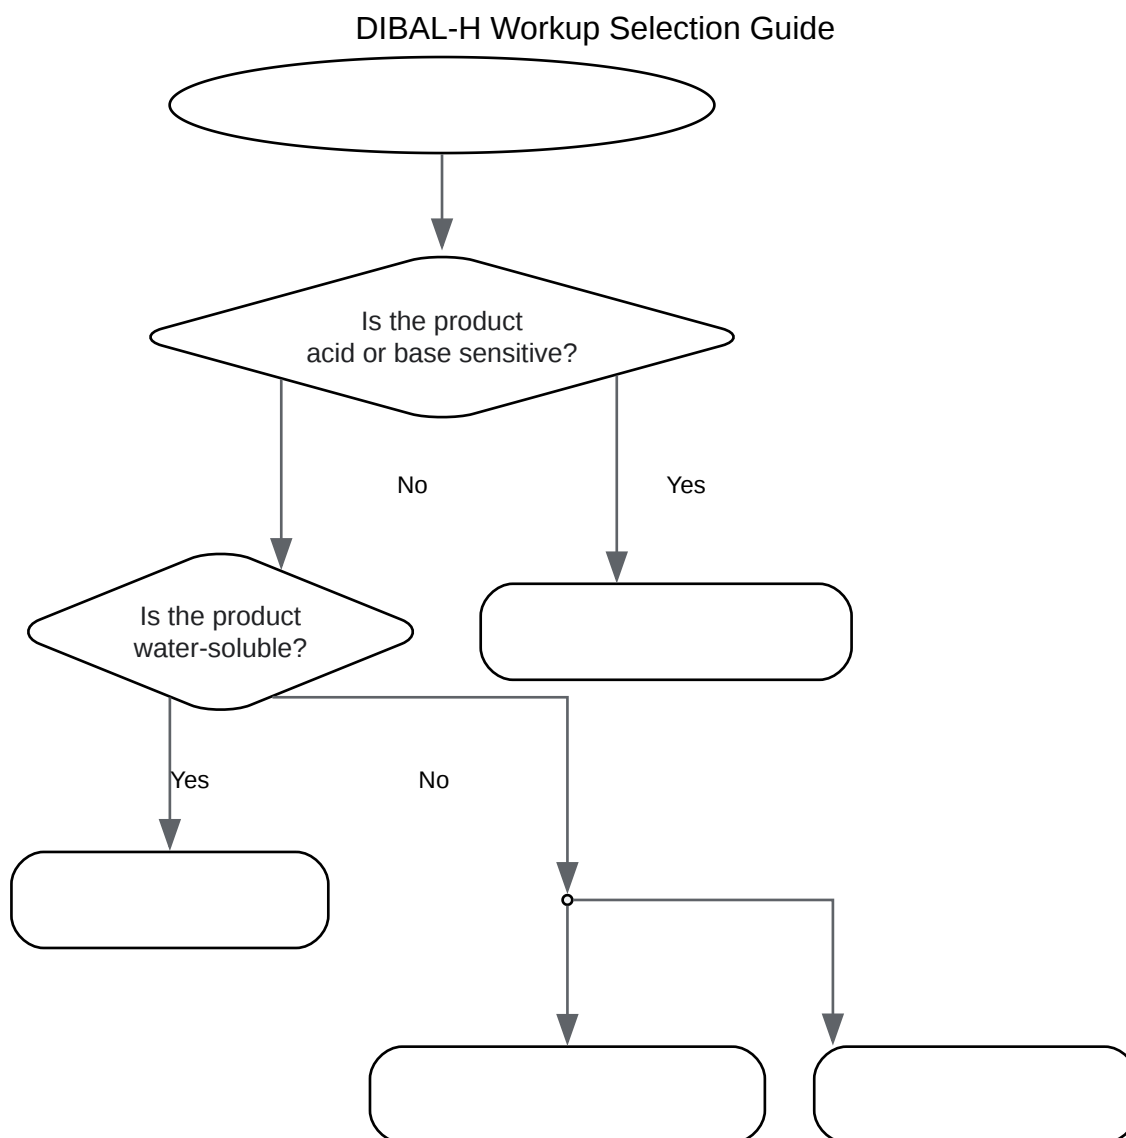 DIBAL-H Workup Selection Guide
Is the product
acid or base sensitive?
No
Yes
Is the product
water-soluble?
Yes
No